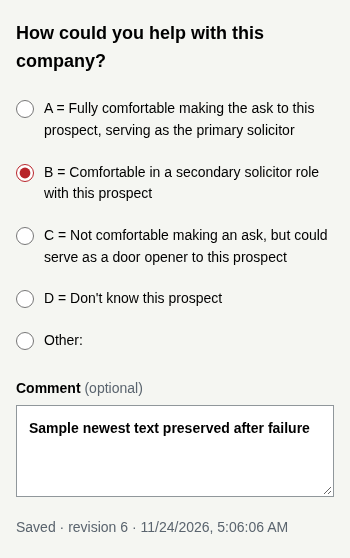 How could you help with this
company?
A = Fully comfortable making the ask to this
prospect, serving as the primary solicitor
B = Comfortable in a secondary solicitor role
with this prospect
C = Not comfortable making an ask, but could
serve as a door opener to this prospect
D = Don't know this prospect
Other:
Comment (optional)
Sample newest text preserved after failure
Saved · revision 6 · 11/24/2026, 5:06:06 AM